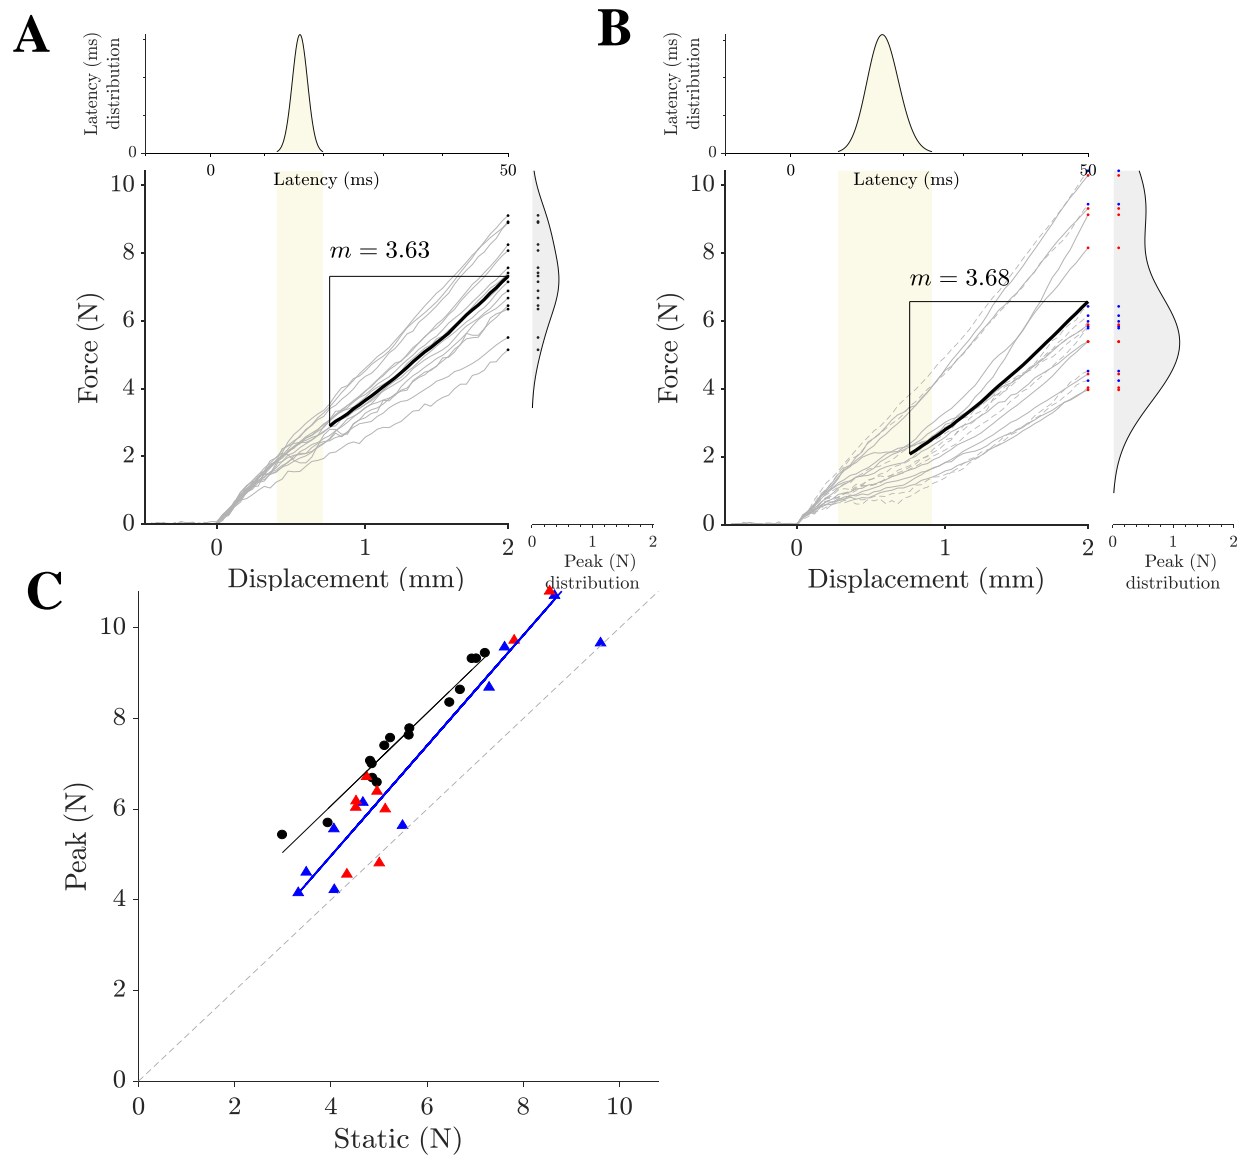 A
Latency (ms)
distribution
0
0
50
Latency (ms)
10
8
6
4
2
0
Force (N)
m = 3.63
0
1
2
Displacement (mm)
0
1
2
Peak (N)
distribution
B
Latency (ms)
distribution
0
0
50
Latency (ms)
10
8
6
4
2
0
Force (N)
m = 3.68
0
1
2
Displacement (mm)
0
1
2
Peak (N)
distribution
C
10
8
6
4
2
0
Peak (N)
0
2
4
6
8
10
Static (N)